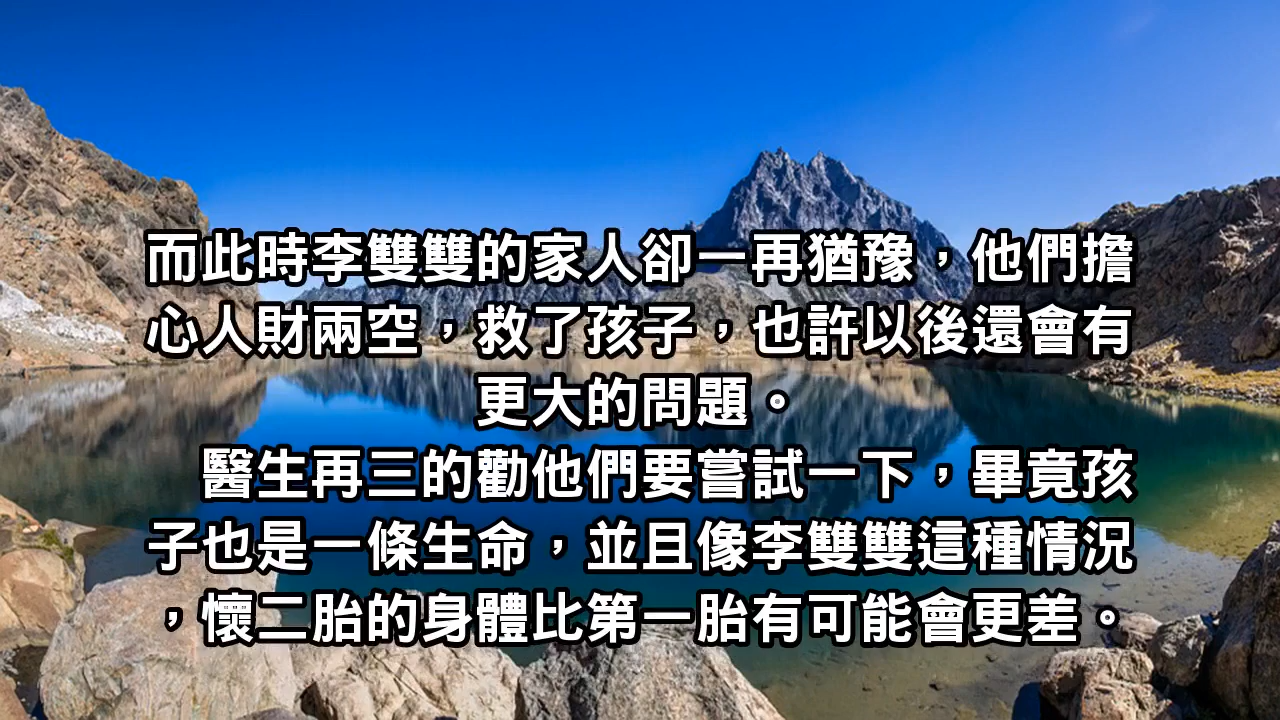 而此時李雙雙的家人卻一再猶豫，他們擔
心人財兩空，救了孩子，也許以後還會有
更大的問題。
醫生再三的勸他們要嘗試一下，畢竟孩
子也是一條生命，並且像李雙雙這種情況
，懷二胎的身體比第一胎有可能會更差。